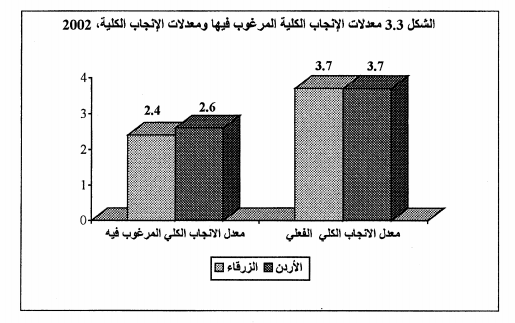 الشكل 3.3 معدلات الإنجاب الكلية المرغوب فيها ومعدلات الإنجاب الكلية، 2002
4
3
2
1
0
2.4
2.6
3.7
3.7
معدل الانجاب الكلي المرغوب فيه
معدل الانجاب الكلي الفعلي
الزرقاء
الأردن